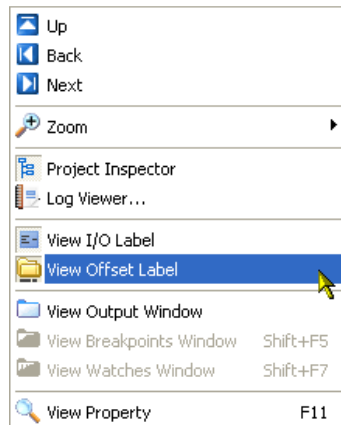 Up
Back
Next
Zoom
Project Inspector
Log Viewer...
View I/O Label
View Offset Label
View Output Window
View Breakpoints Window Shift+F5
View Watches Window Shift+F7
View Property F11